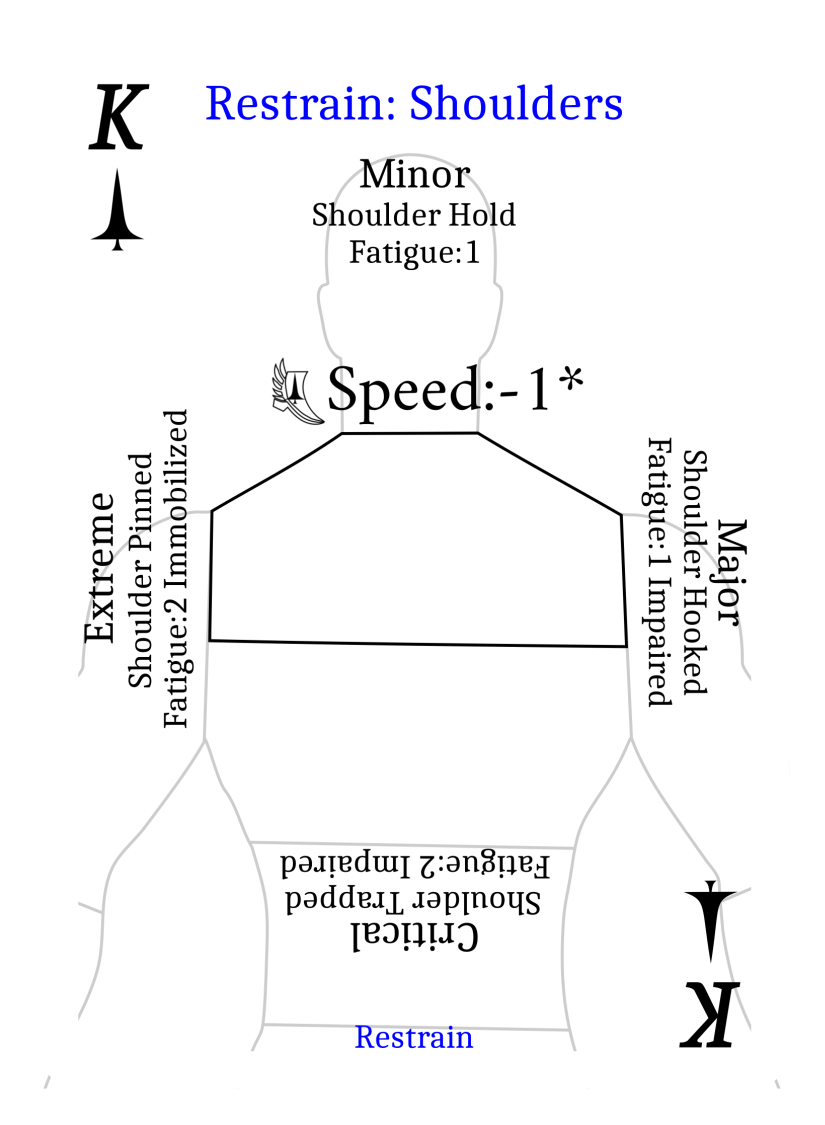 K
Restrain: Shoulders
Minor
Shoulder Hold
Fatigue:1
Speed:-1*
Extreme
Shoulder Pinned
Fatigue:2 Immobilized
Major
Shoulder Hooked
Fatigue:1 Impaired
Critical
Shoulder Trapped
Fatigue:2 Impaired
Restrain
K